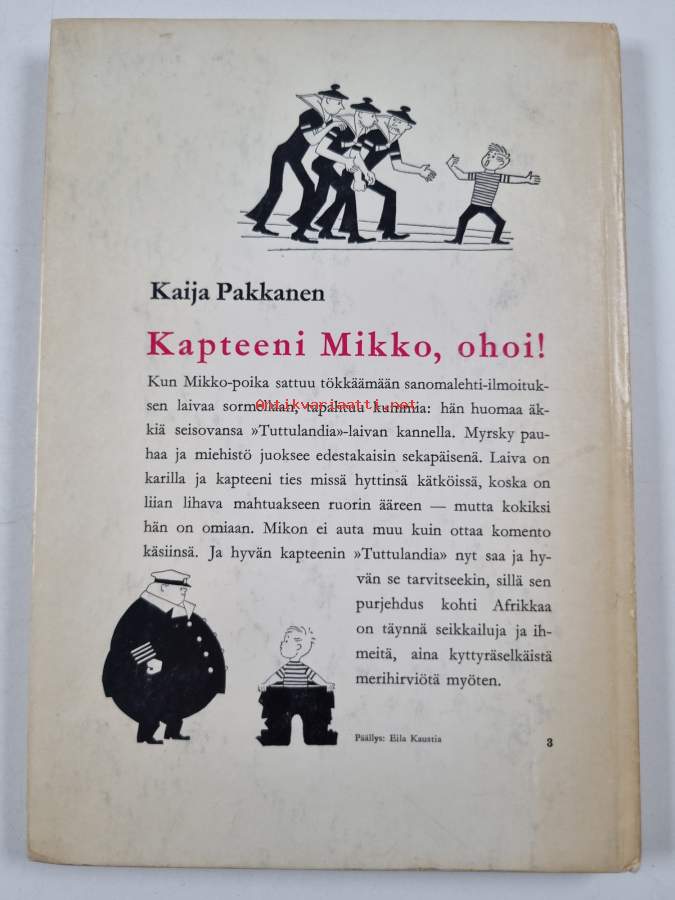 Kaija Pakkanen
Kapteeni Mikko, ohoi!
Kun Mikko-poika sattuu tökkäämään sanomalehti-ilmoituk-
sen laivaa sormellaan, tapahtuu kummia: hän huomaa äk-
Antikvariaatti.net
kiä seisovansa »Tuttulandia»-laivan kannella. Myrsky pau-
haa ja miehistö juoksee edestakaisin sekapäisenä. Laiva on
karilla ja kapteeni ties missä hyttinsä kätköissä, koska on
liian lihava mahtuakseen ruorin ääreen — mutta kokiksi
hän on omiaan. Mikon ei auta muu kuin ottaa komento
käsiinsä. Ja hyvän kapteenin »Tuttulandia» nyt saa ja hy-
vän se tarvitseekin, sillä sen
purjehdus kohti Afrikkaa
on täynnä seikkailuja ja ih-
meitä, aina kyttyräselkäistä
merihirviötä myöten.
Päällys: Eila Kaustia
3